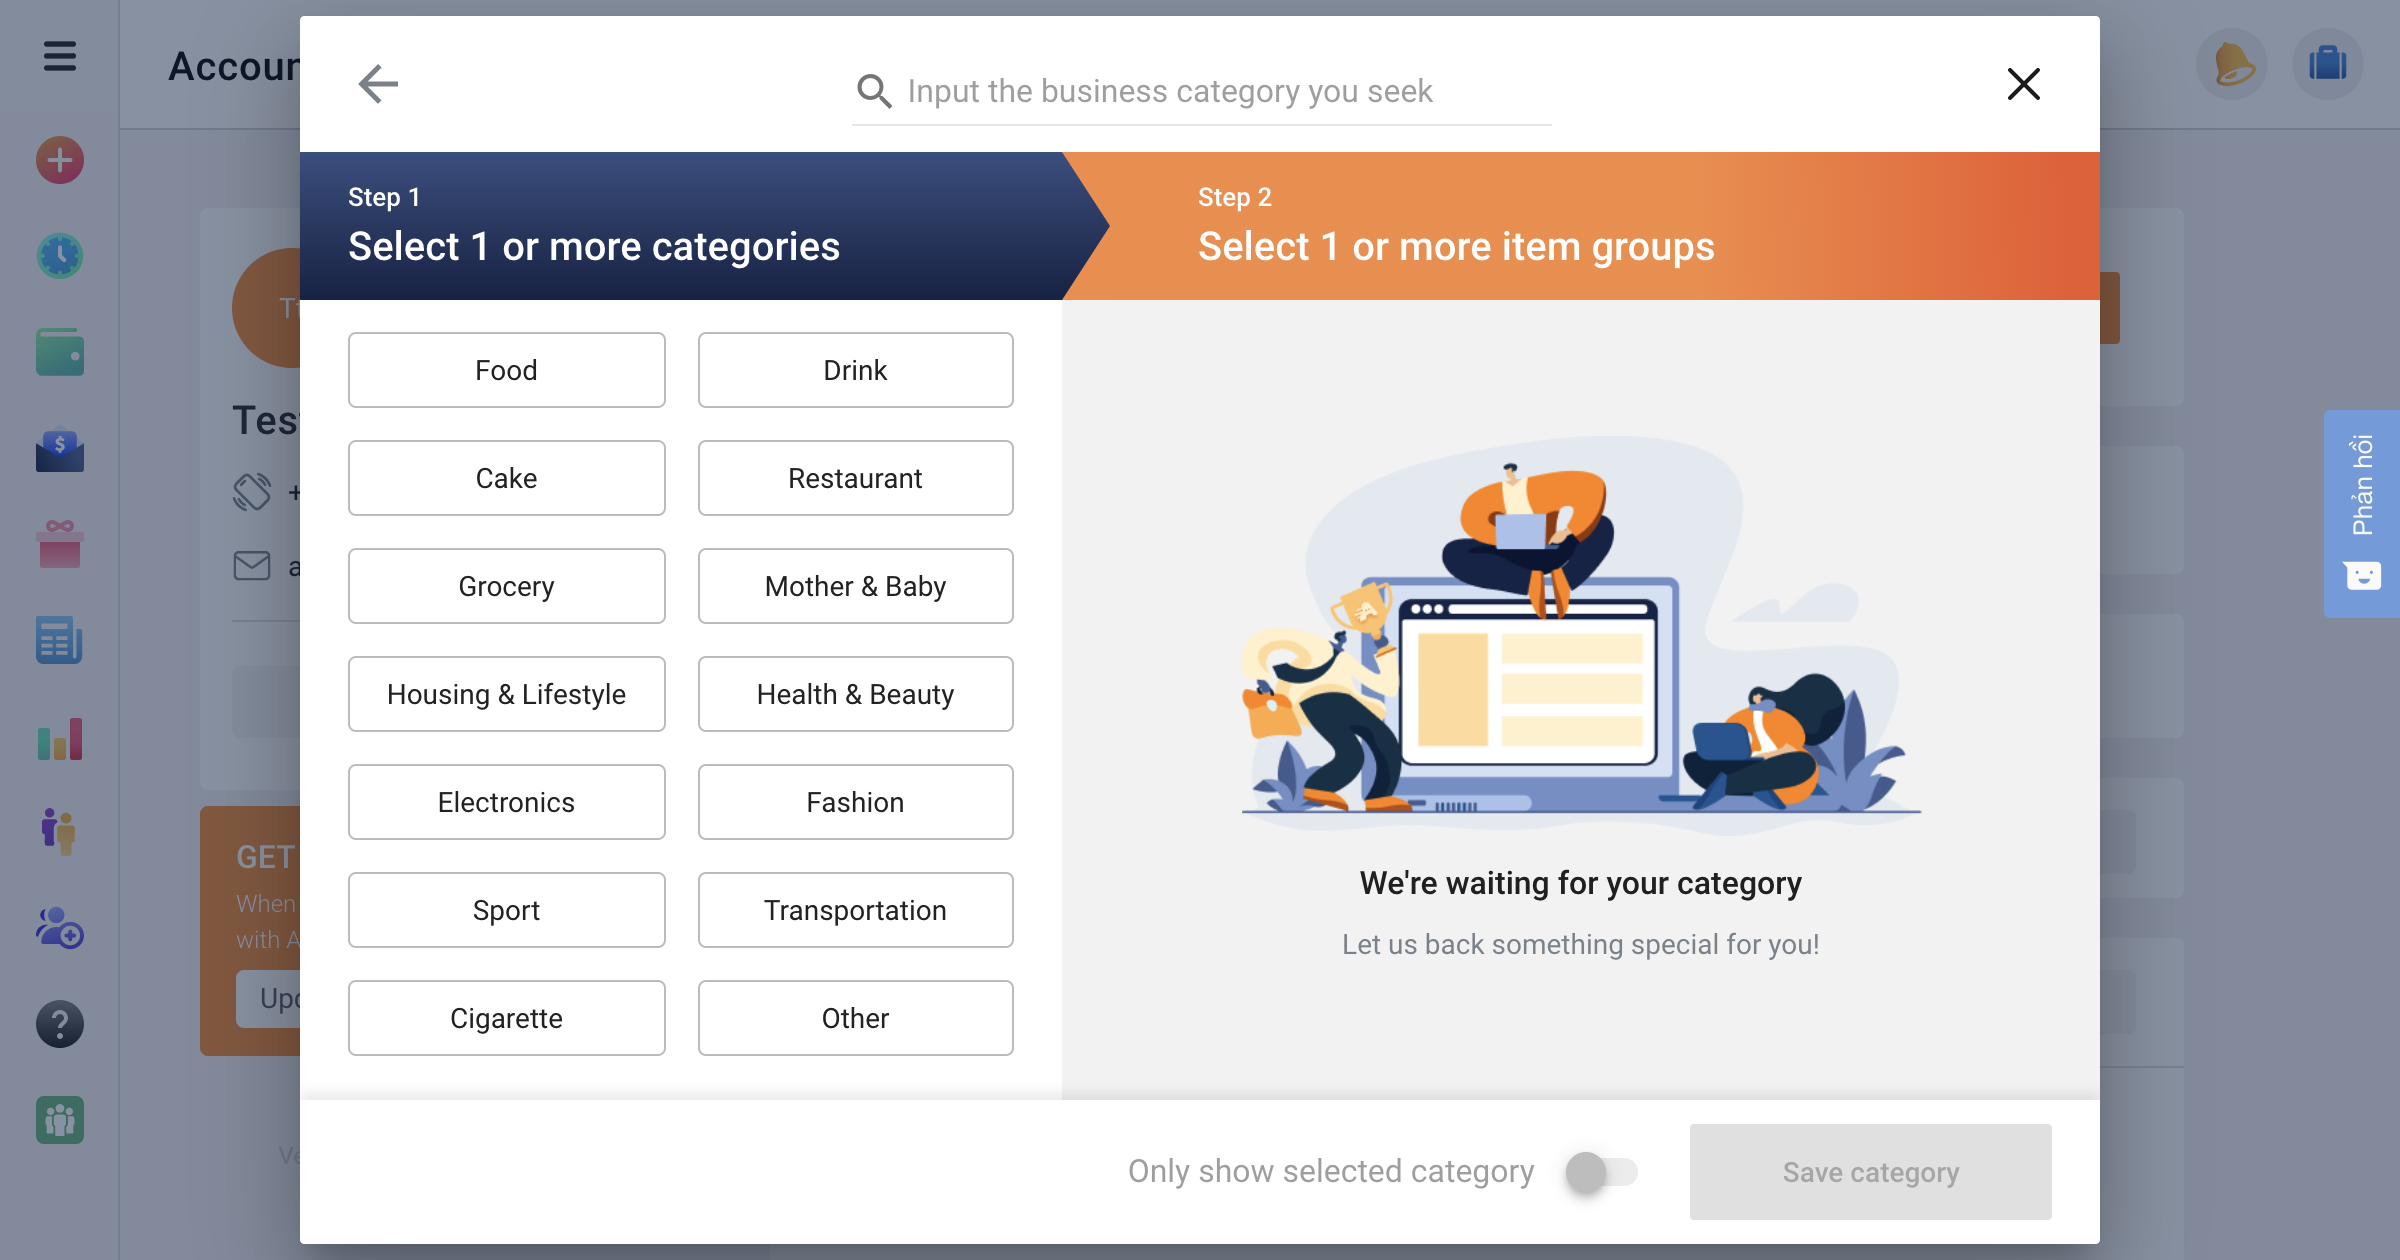 Input the business category you seek
Step 1
Select 1 or more categories
Step 2
Select 1 or more item groups
Food
Drink
Cake
Restaurant
Grocery
Mother & Baby
Housing & Lifestyle
Health & Beauty
Electronics
Fashion
Sport
Transportation
Cigarette
Other
We're waiting for your category
Let us back something special for you!
Only show selected category
Save category
GET
When
with
Phản hồi